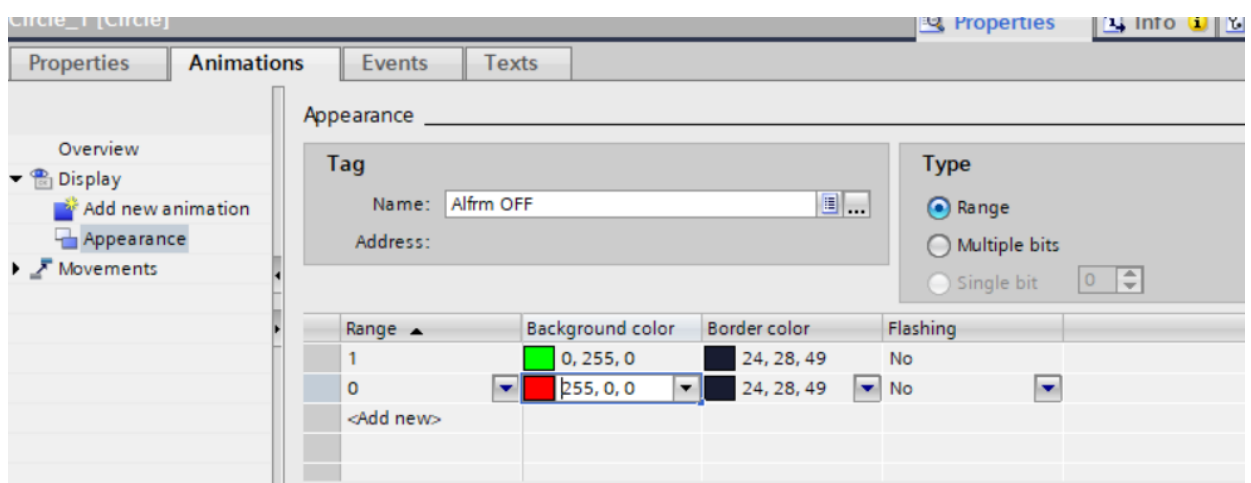 Circle_1 [Circle]
Properties Info
Properties Animations Events Texts
Appearance
Overview
Display
Add new animation
Appearance
Movements
Tag
Name: Alfrm OFF
Address:
Type
Range
Multiple bits
Single bit 0
Range Background color Border color Flashing
1 0, 255, 0 24, 28, 49 No
0 255, 0, 0 24, 28, 49 No
<Add new>